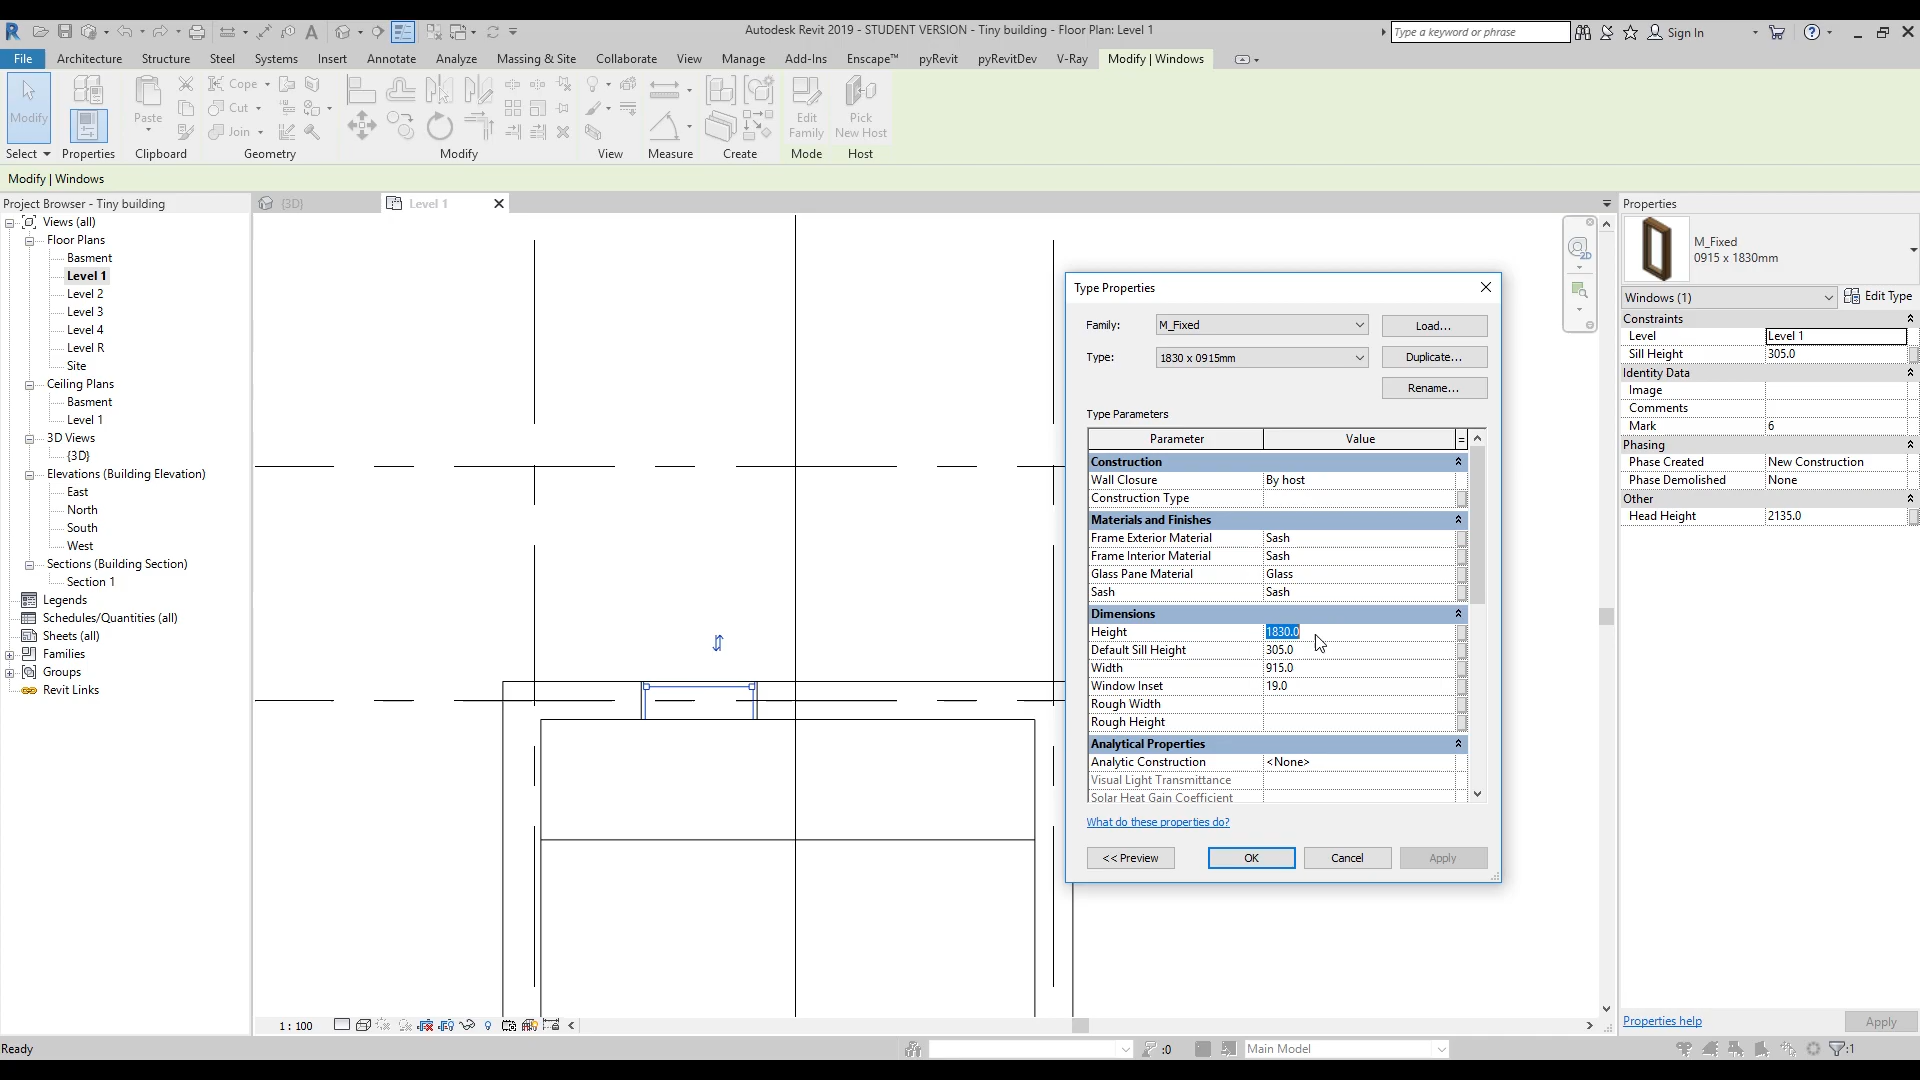 Autodesk Revit 2019 - STUDENT VERSION - Tiny building - Floor Plan: Level 1
Type a keyword or phrase
Sign In
File Architecture Structure Steel Systems Insert Annotate Analyze Massing & Site Collaborate View Manage Add-Ins Enscape™ pyRevit pyRevitDev V-Ray Modify | Windows
Modify
Paste
Cope
Cut
Join
Edit Family
Pick New Host
Select Properties Clipboard Geometry Modify View Measure Create Mode Host
Modify | Windows
Project Browser - Tiny building
Views (all)
Floor Plans
Basment
Level 1
Level 2
Level 3
Level 4
Level R
Site
Ceiling Plans
Basment
Level 1
3D Views
{3D}
Elevations (Building Elevation)
East
North
South
West
Sections (Building Section)
Section 1
Legends
Schedules/Quantities (all)
Sheets (all)
Families
Groups
Revit Links
{3D}
Level 1
2D
Type Properties
Family: M_Fixed Load...
Type: 1830 x 0915mm Duplicate...
Rename...
Type Parameters
Parameter Value =
Construction
Wall Closure By host
Construction Type
Materials and Finishes
Frame Exterior Material Sash
Frame Interior Material Sash
Glass Pane Material Glass
Sash Sash
Dimensions
Height 1830.0
Default Sill Height 305.0
Width 915.0
Window Inset 19.0
Rough Width
Rough Height
Analytical Properties
Analytic Construction <None>
Visual Light Transmittance
Solar Heat Gain Coefficient
What do these properties do?
<< Preview OK Cancel Apply
Properties
M_Fixed
0915 x 1830mm
Windows (1) Edit Type
Constraints
Level Level 1
Sill Height 305.0
Identity Data
Image
Comments
Mark 6
Phasing
Phase Created New Construction
Phase Demolished None
Other
Head Height 2135.0
Properties help Apply
1 : 100
Ready
:0
Main Model
:1